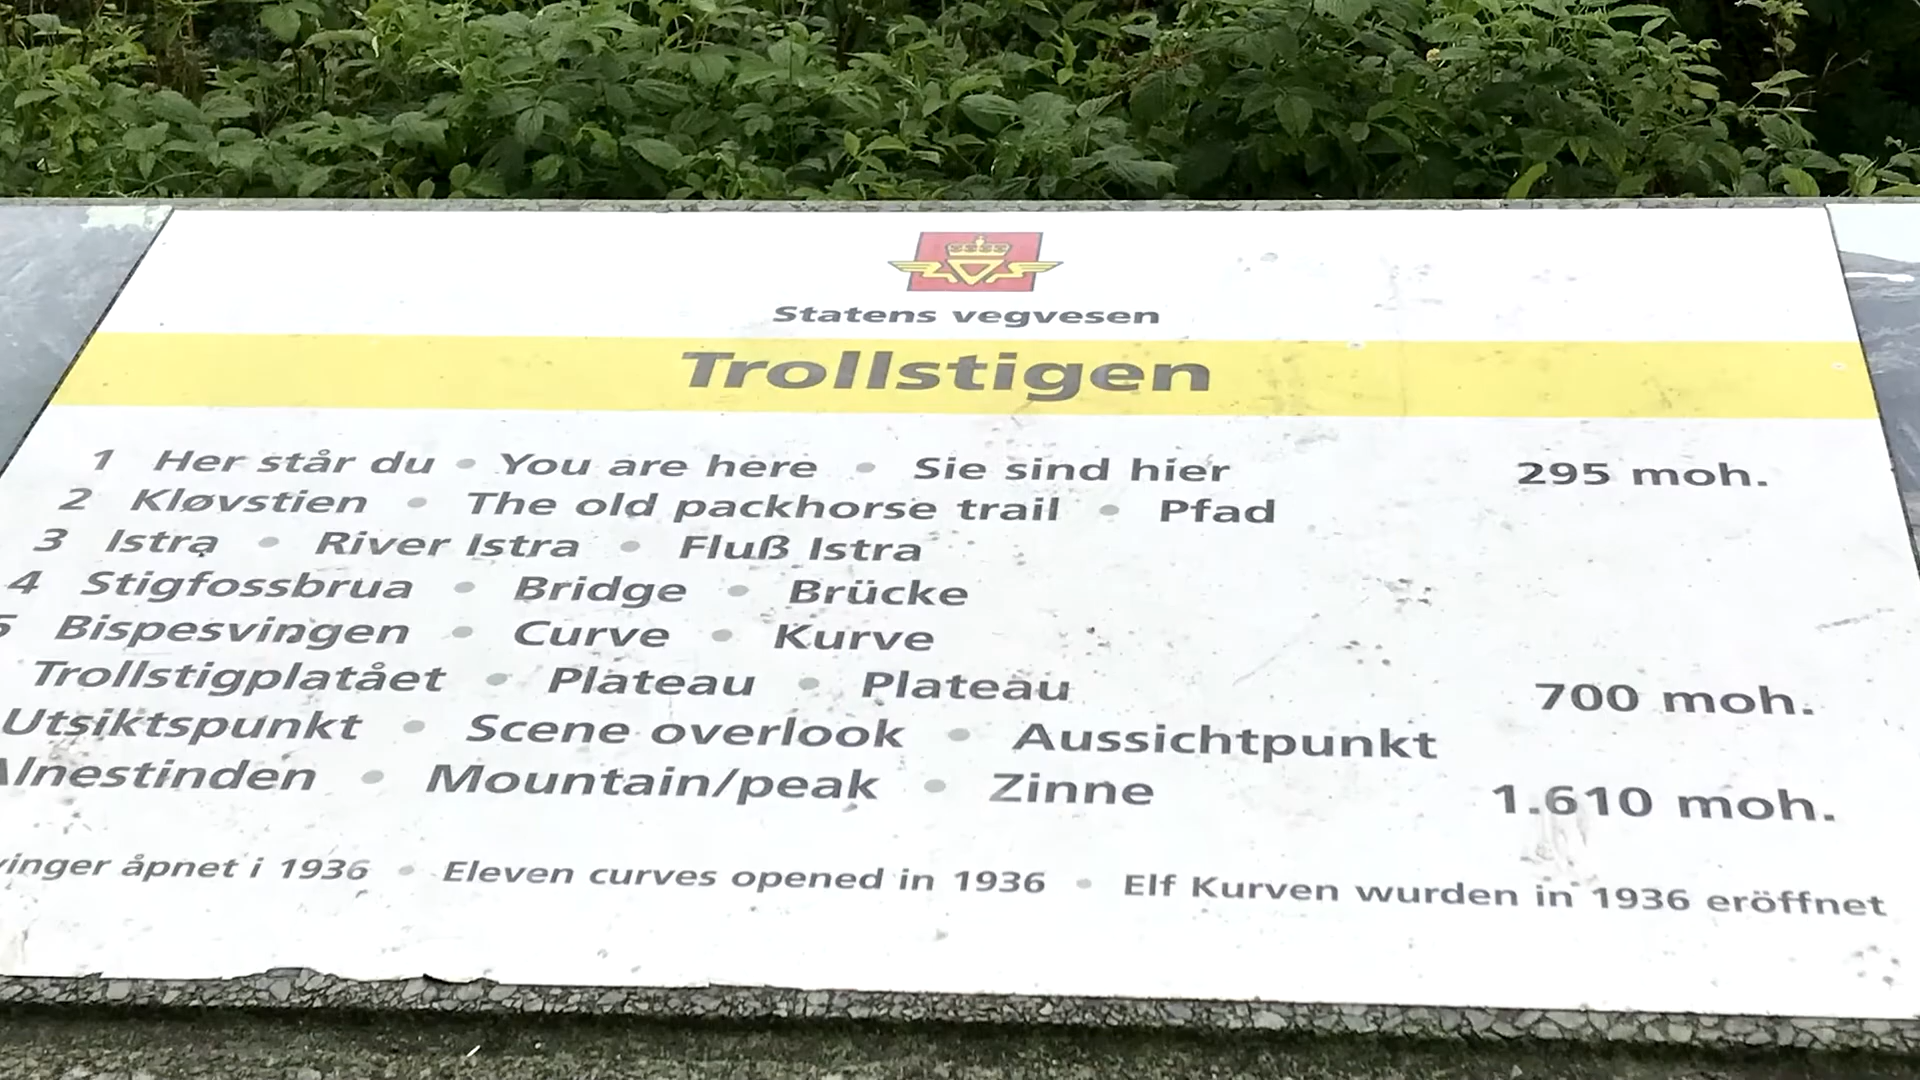 Statens vegvesen
Trollstigen
1 Her står du • You are here • Sie sind hier 295 moh.
2 Kløvstien • The old packhorse trail • Pfad
3 Istra • River Istra • Fluß Istra
4 Stigfossbrua • Bridge • Brücke
5 Bispesvingen • Curve • Kurve
Trollstigplatået • Plateau • Plateau 700 moh.
Utsiktspunkt • Scene overlook • Aussichtpunkt
Alnestinden • Mountain/peak • Zinne 1.610 moh.
åpnet i 1936 • Eleven curves opened in 1936 • Elf Kurven wurden in 1936 eröffnet